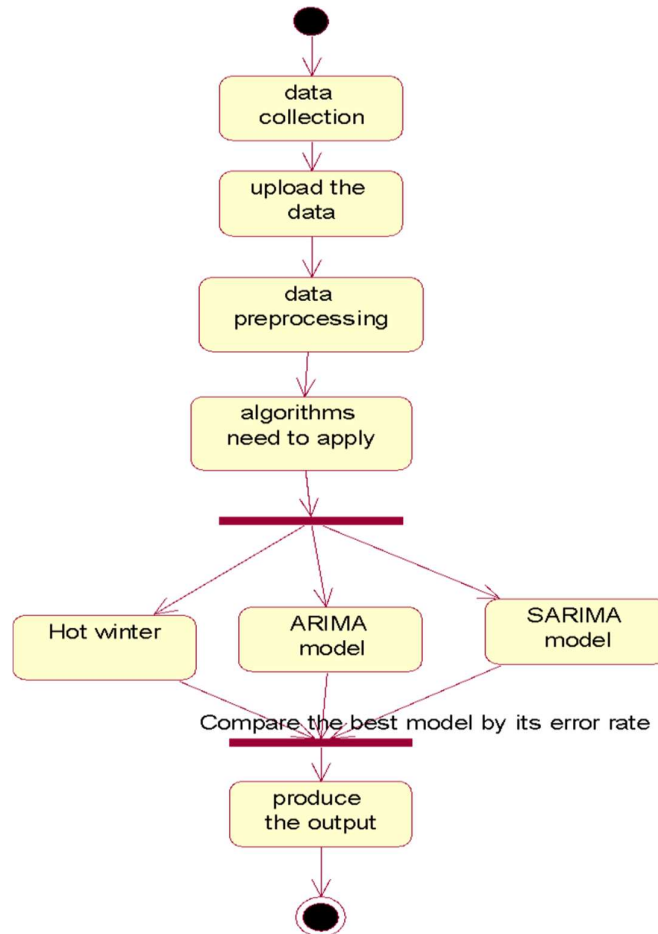 data
collection
upload the
data
data
preprocessing
algorithms
need to apply
Hot winter
ARIMA
model
SARIMA
model
Compare the best model by its error rate
produce
the output